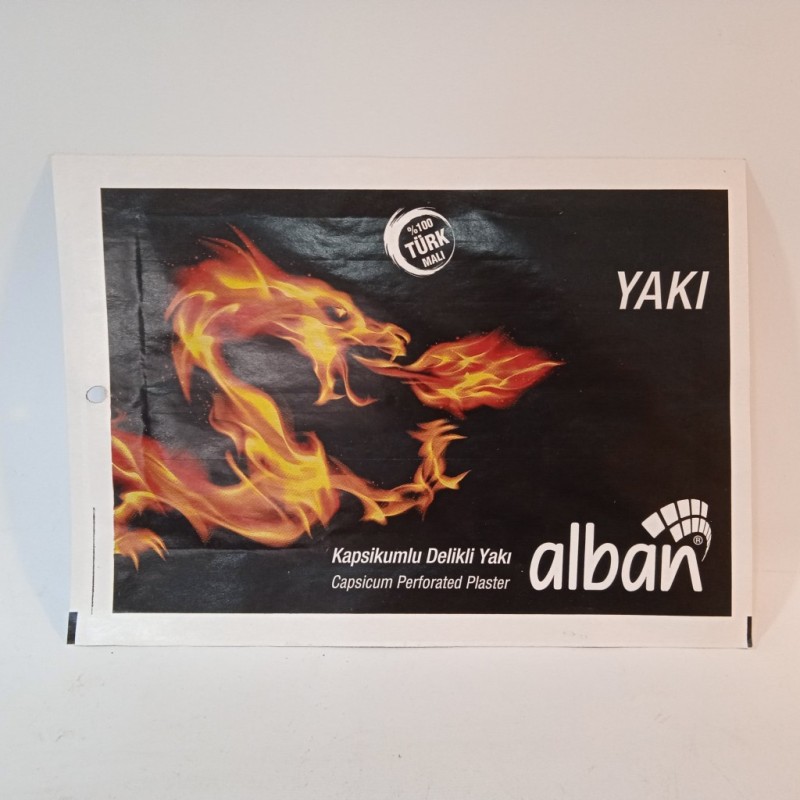 %100
TÜRK
MALI
YAKI
Kapsikumlu Delikli Yakı
Capsicum Perforated Plaster
alban®